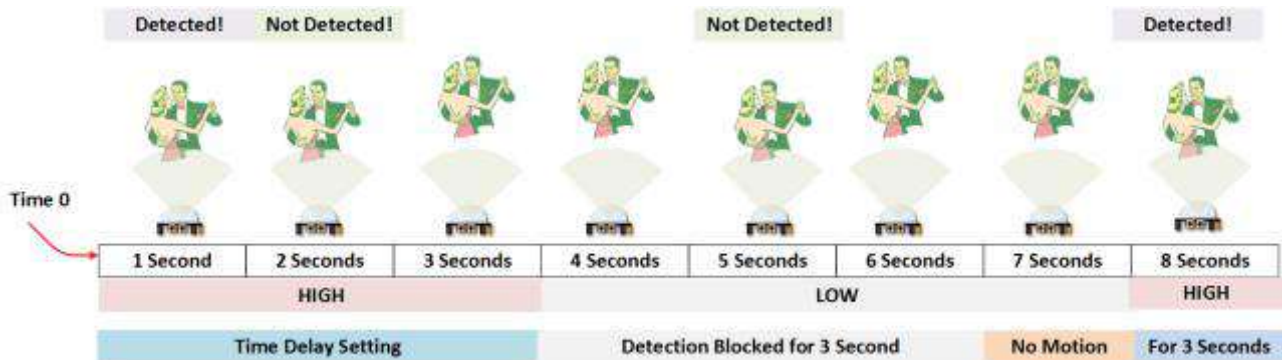 Detected! Not Detected! Not Detected! Detected!
Time 0
1 Second 2 Seconds 3 Seconds 4 Seconds 5 Seconds 6 Seconds 7 Seconds 8 Seconds
HIGH LOW HIGH
Time Delay Setting Detection Blocked for 3 Second No Motion For 3 Seconds